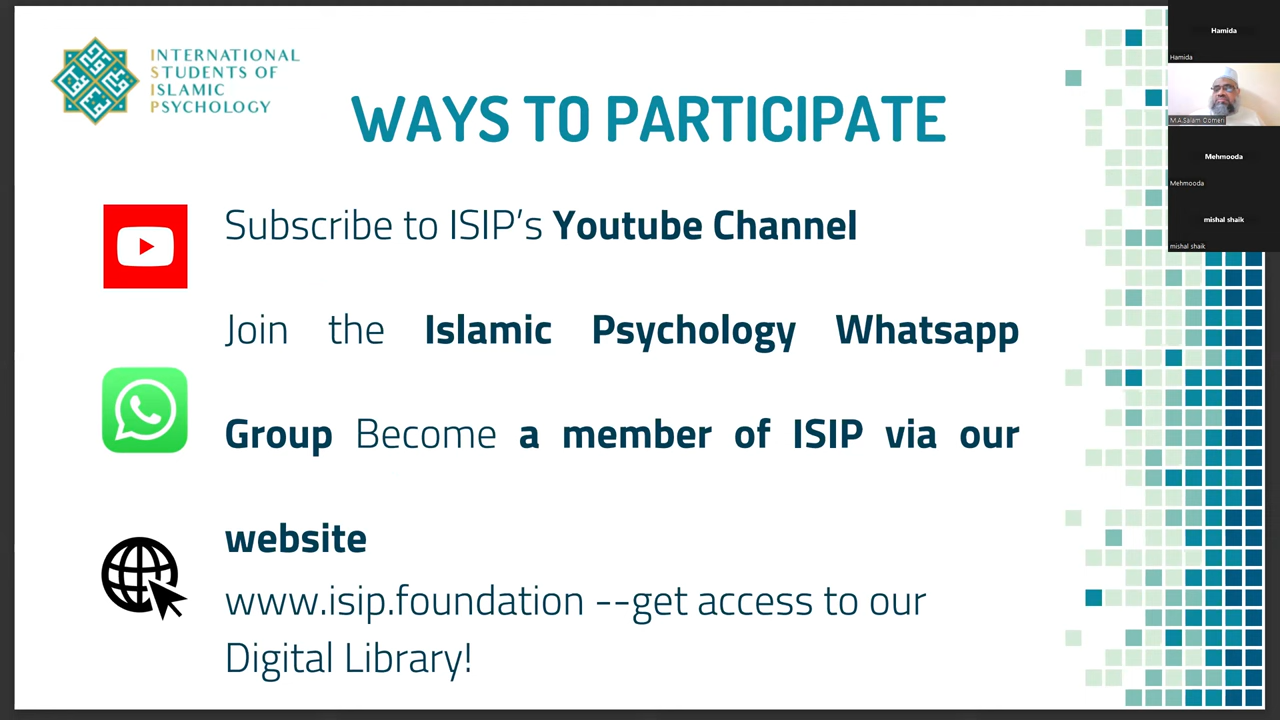 INTERNATIONAL
STUDENTS OF
ISLAMIC
PSYCHOLOGY
WAYS TO PARTICIPATE
Subscribe to ISIP's Youtube Channel
Join the Islamic Psychology Whatsapp
Group Become a member of ISIP via our
website
www.isip.foundation --get access to our
Digital Library!
Hamida
Hamida
M.A.Salam Oomeri
Mehmooda
Mehmooda
mishal shaik
mishal shaik